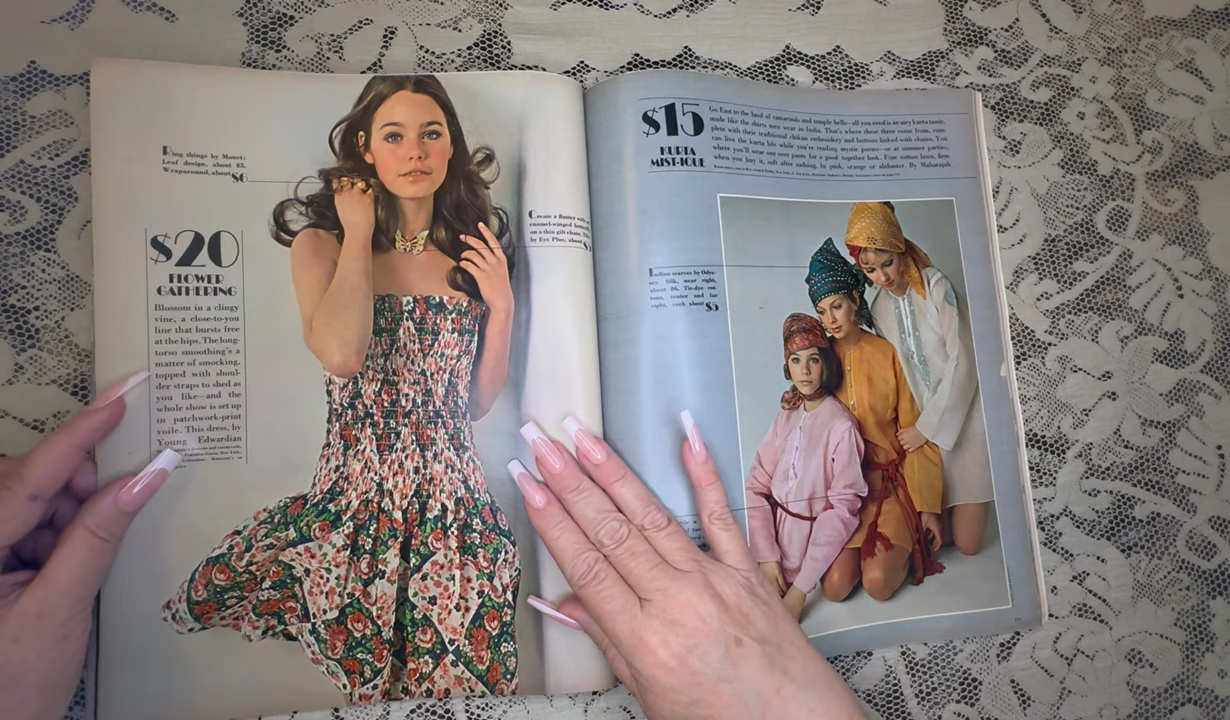 Ring things by Monet:
Leaf design, about $3.
Wraparound, about $6
$20
FLOWER
GATHERING
Blossom in a clingy
vine, a close-to-you
line that bursts free
at the hips. The long-
torso smoothing's a
matter of smocking,
topped with shoul-
der straps to shed as
you like—and the
whole show is set up
in patchwork-print
voile. This dress, by
Young Edwardian
Create a flutter with
enamel-winged
on a thin gilt chain.
by Eye Plus, about $
$15
KURTA
MIST-IQUE
Go East to the land of tamarinds and temple bells—all you need is an airy kurta tunic,
made like the shirts men wear in India. That's where these three come from, com-
plete with their traditional chikan embroidery and buttons linked with chains. You
can live the kurta life while you're reading mystic poems—or at summer parties,
where you'll wear one over pants for a good together look. Fine cotton lawn, firm
when you buy it, soft after sudsing. In pink, orange or alabaster. By Maharajah
Indian scarves by Odys-
sey. Silk, near right,
about $6. Tie-dye cot-
tons, center and far
right, each about $5